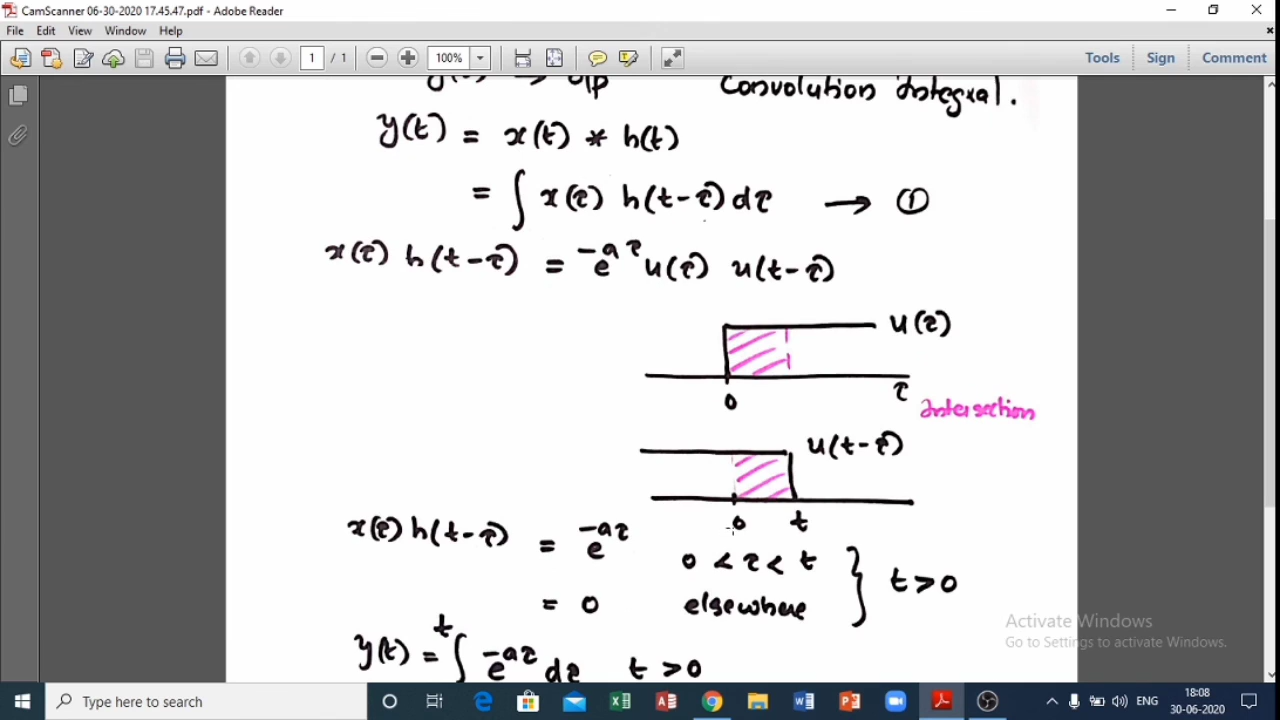 CamScanner 06-30-2020 17.45.47.pdf - Adobe Reader
File Edit View Window Help
1 / 1 100% Tools Sign Comment
y(t) → O/p Convolution Integral.
y(t) = x(t) * h(t)
= ∫ x(τ) h(t-τ) dτ → ①
x(τ) h(t-τ) = e^{-aτ} u(τ) u(t-τ)
u(τ)
0 τ
Intersection
u(t-τ)
0 t
x(τ) h(t-τ) = e^{-aτ} 0 < τ < t
= 0 elsewhere } t > 0
y(t) = ∫^t e^{-aτ} dτ t > 0
Activate Windows
Go to Settings to activate Windows.
Type here to search
ENG
18:08
30-06-2020